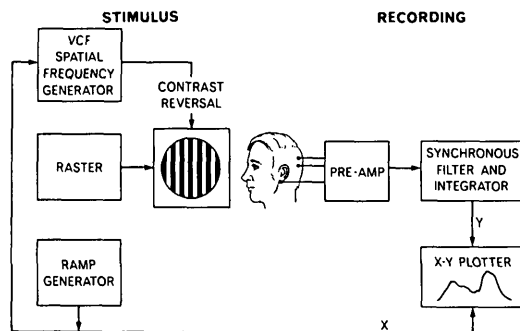 STIMULUS
RECORDING
VCF
SPATIAL
FREQUENCY
GENERATOR
CONTRAST
REVERSAL
RASTER
PRE-AMP
SYNCHRONOUS
FILTER AND
INTEGRATOR
Y
X-Y PLOTTER
RAMP
GENERATOR
X